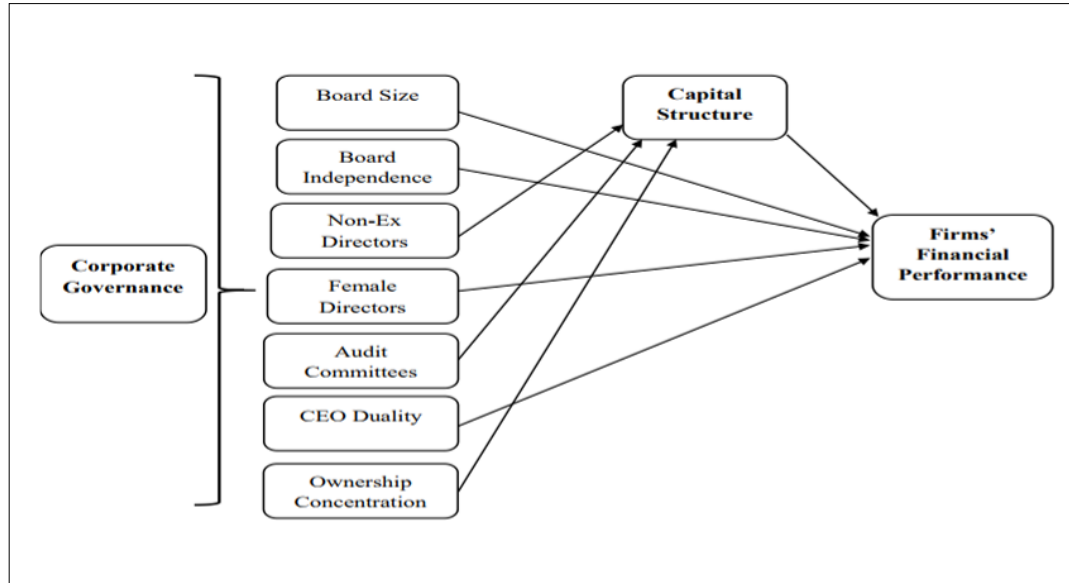 Board Size
Capital
Structure
Board
Independence
Non-Ex
Directors
Firms’
Financial
Performance
Corporate
Governance
Female
Directors
Audit
Committees
CEO Duality
Ownership
Concentration